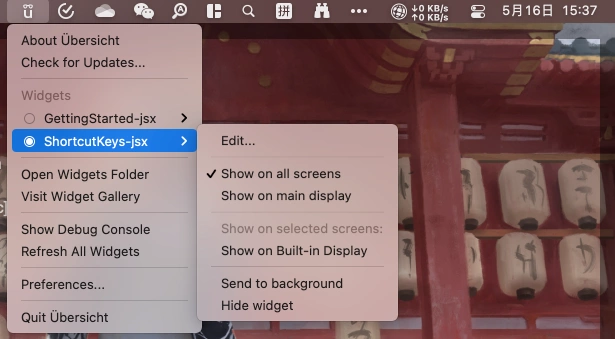 ü 拼 ↓0 KB/s 5月16日 15:37
↑0 KB/s
About Übersicht
Check for Updates...
Widgets
GettingStarted-jsx
ShortcutKeys-jsx
Open Widgets Folder
Visit Widget Gallery
Show Debug Console
Refresh All Widgets
Preferences...
Quit Übersicht
Edit...
Show on all screens
Show on main display
Show on selected screens:
Show on Built-in Display
Send to background
Hide widget